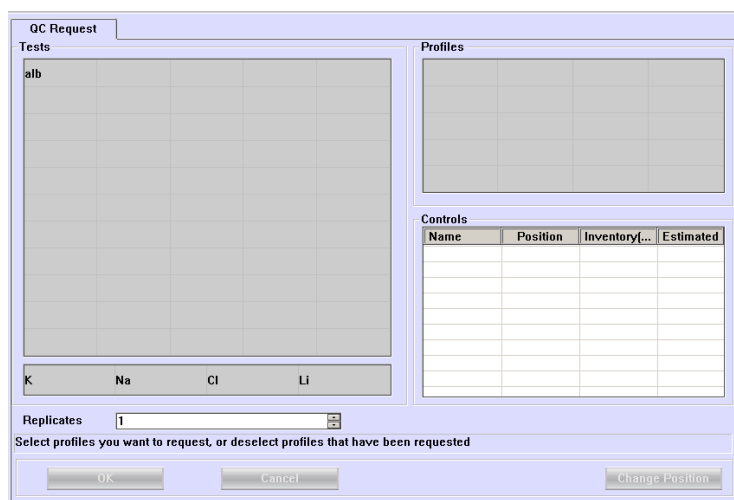 QC Request
Tests
alb
K Na Cl Li
Profiles
Controls
Name Position Inventory(... Estimated
Replicates 1
Select profiles you want to request, or deselect profiles that have been requested
OK Cancel Change Position